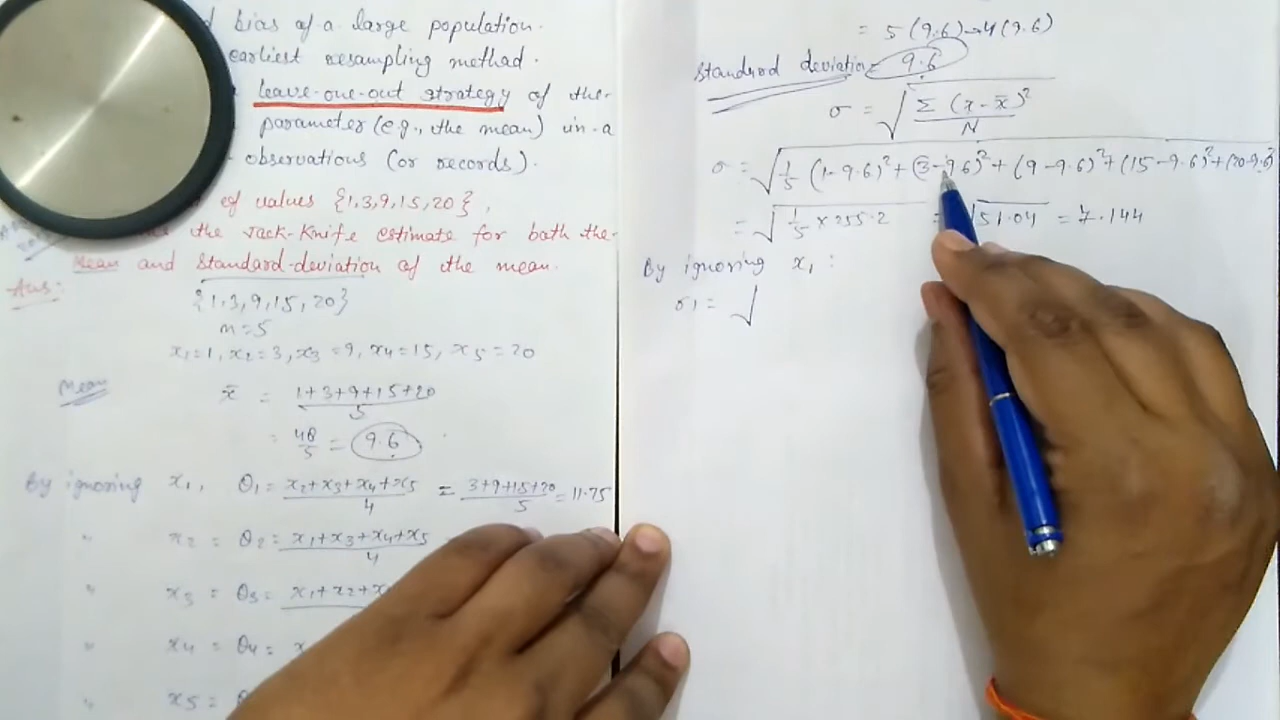 bias of a large population.
earliest resampling method.
leave-one-out strategy of the-
parameter (e.g., the mean) in a
observations (or records).
of values {1,3,9,15,20},
the Jack-Knife estimate for both the-
Mean and standard-deviation of the mean.
Ans:
{1,3,9,15,20}
n=5
x1=1, x2=3, x3=9, x4=15, x5=20
Mean x̄ = 1+3+9+15+20 / 5
= 48/5 = 9.6
By ignoring x1, θ1 = x2+x3+x4+x5 / 4 = 3+9+15+20 / 5 = 11.75
" x2 = θ2 = x1+x3+x4+x5 / 4
" x3 = θ3 = x1+x2+x
" x4 = θ4 = x
" x5 = θ
= 5(9.6)-4(9.6)
Standard deviation = 9.6
σ = √ Σ(x-x̄)² / N
σ = √ 1/5 (1-9.6)²+(3-9.6)²+(9-9.6)²+(15-9.6)²+(20-9.6)²
= √ 1/5 × 255.2 = √51.04 = 7.144
By ignoring x1 :
σ1 = √